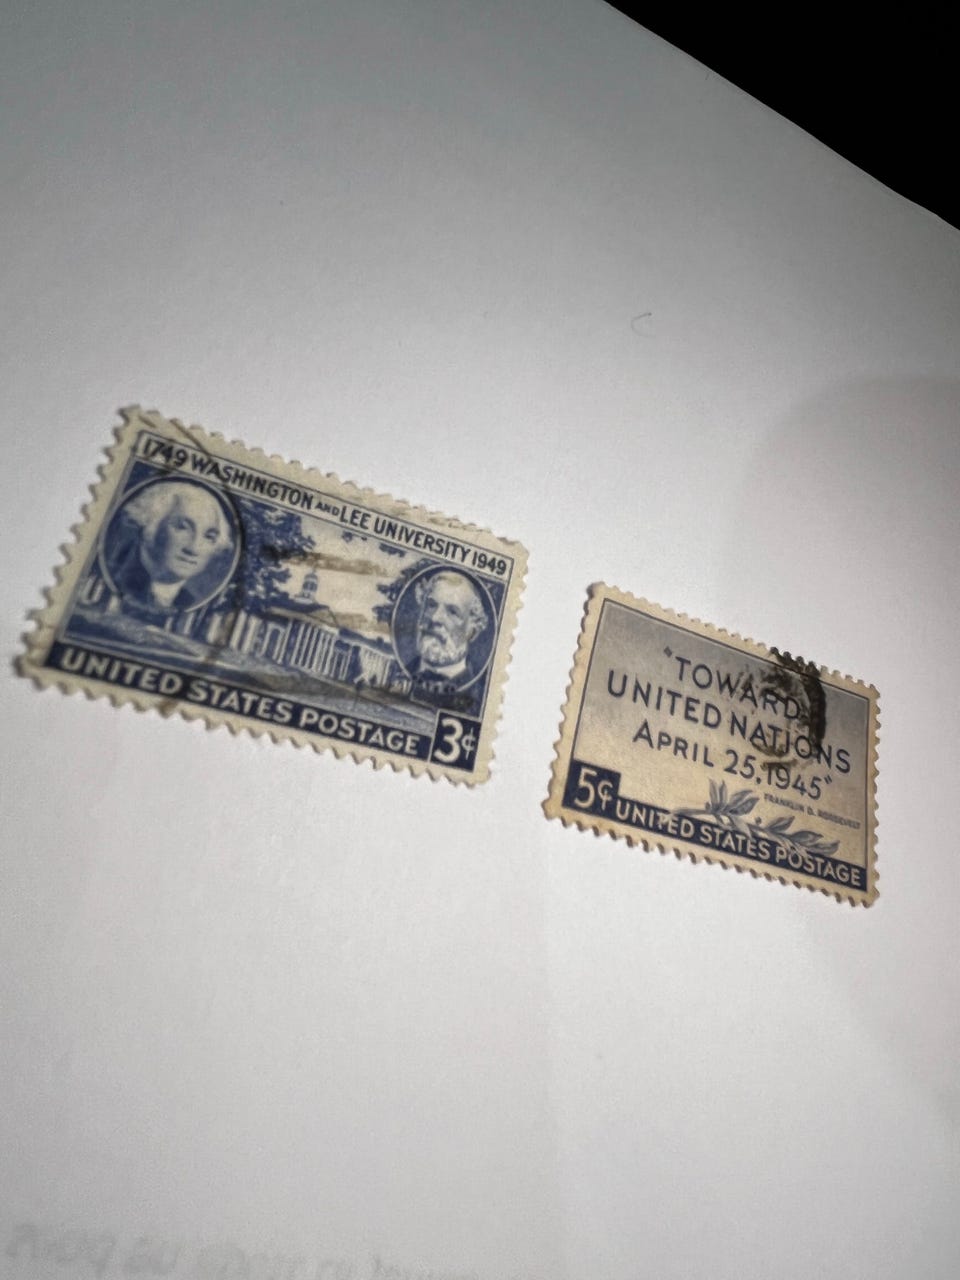 1749 WASHINGTON AND LEE UNIVERSITY 1949
UNITED STATES POSTAGE 3¢
"TOWARD
UNITED NATIONS
APRIL 25, 1945"
FRANKLIN D. ROOSEVELT
5¢ UNITED STATES POSTAGE